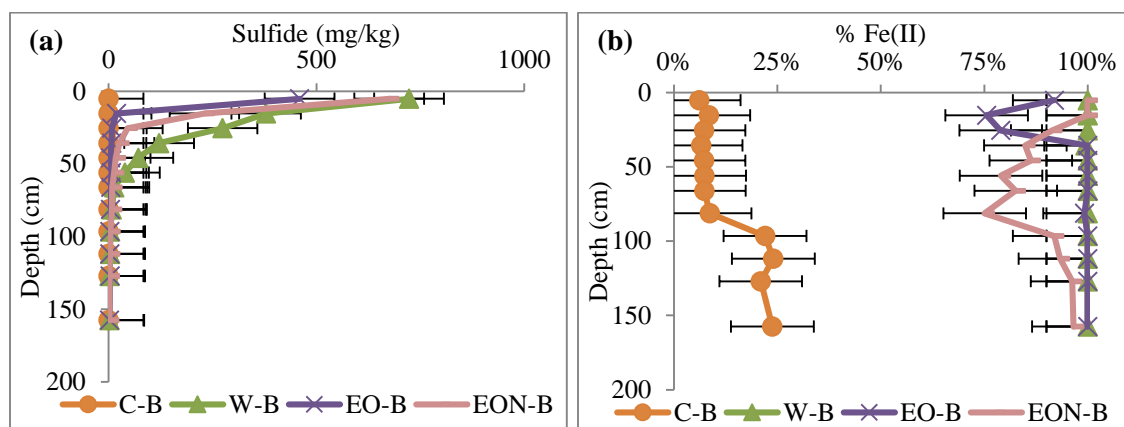 (a)
Sulfide (mg/kg)
0 500 1000
0
50
100
150
200
Depth (cm)
C-B W-B EO-B EON-B
(b)
% Fe(II)
0% 25% 50% 75% 100%
0
50
100
150
200
Depth (cm)
C-B W-B EO-B EON-B